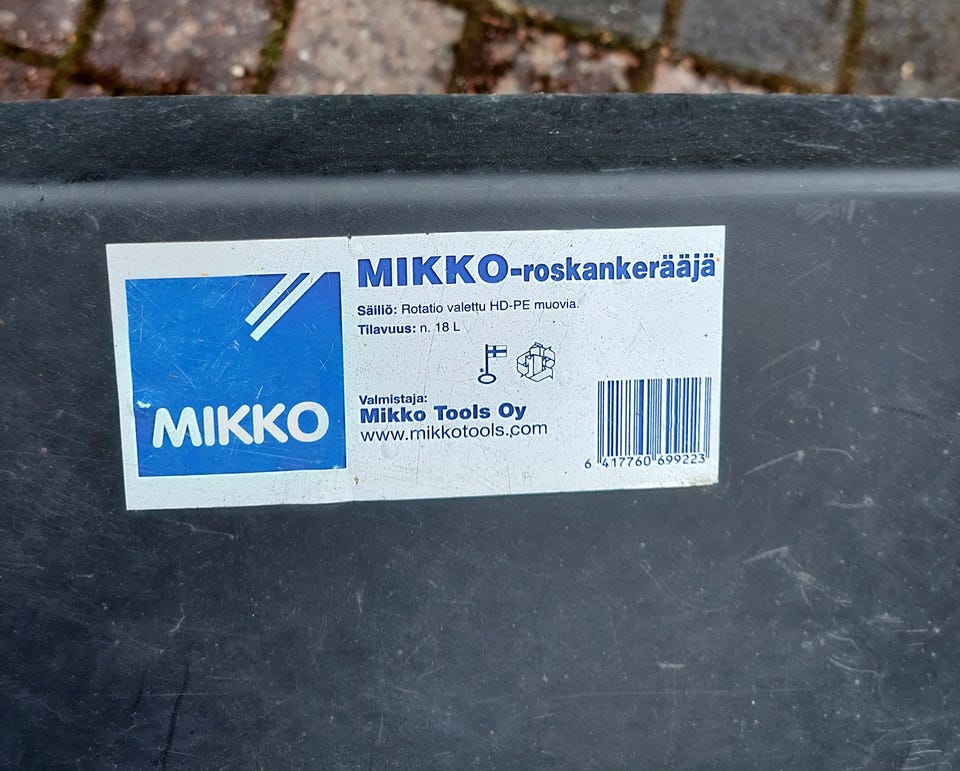 MIKKO
MIKKO-roskankerääjä
Säiliö: Rotatio valettu HD-PE muovia.
Tilavuus: n. 18 L
Valmistaja:
Mikko Tools Oy
www.mikkotools.com
6 417760 699223